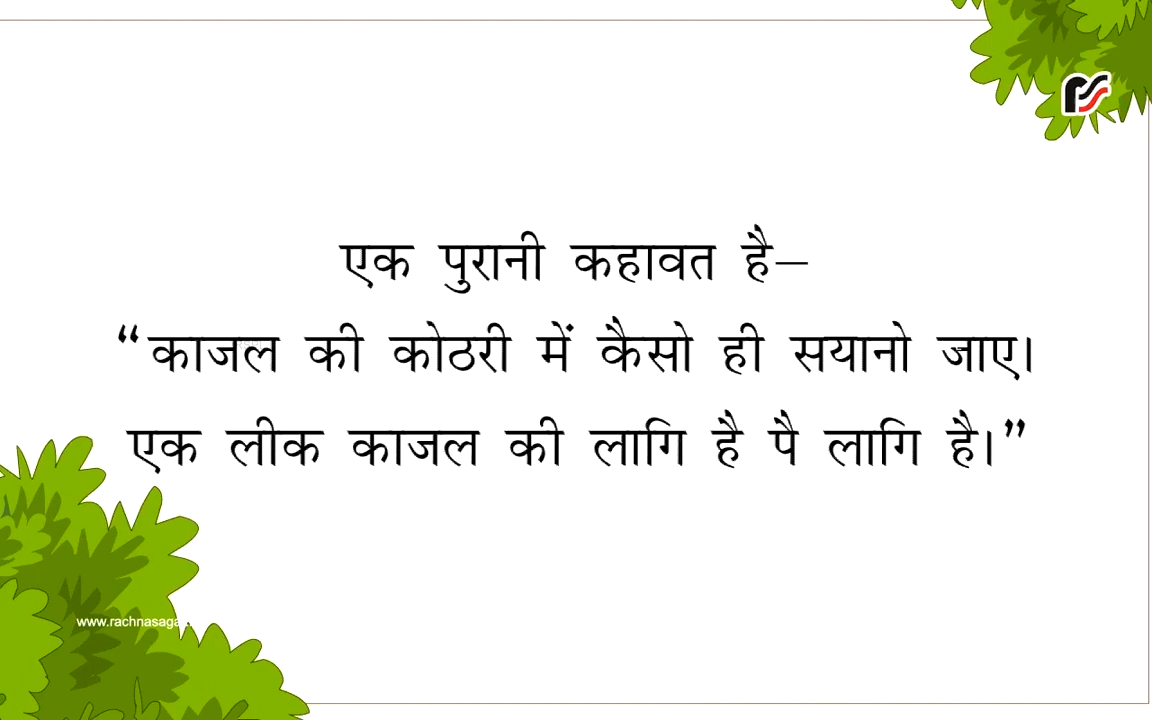 एक पुरानी कहावत है–
“काजल की कोठरी में कैसो ही सयानो जाए।
एक लीक काजल की लागि है पै लागि है।”